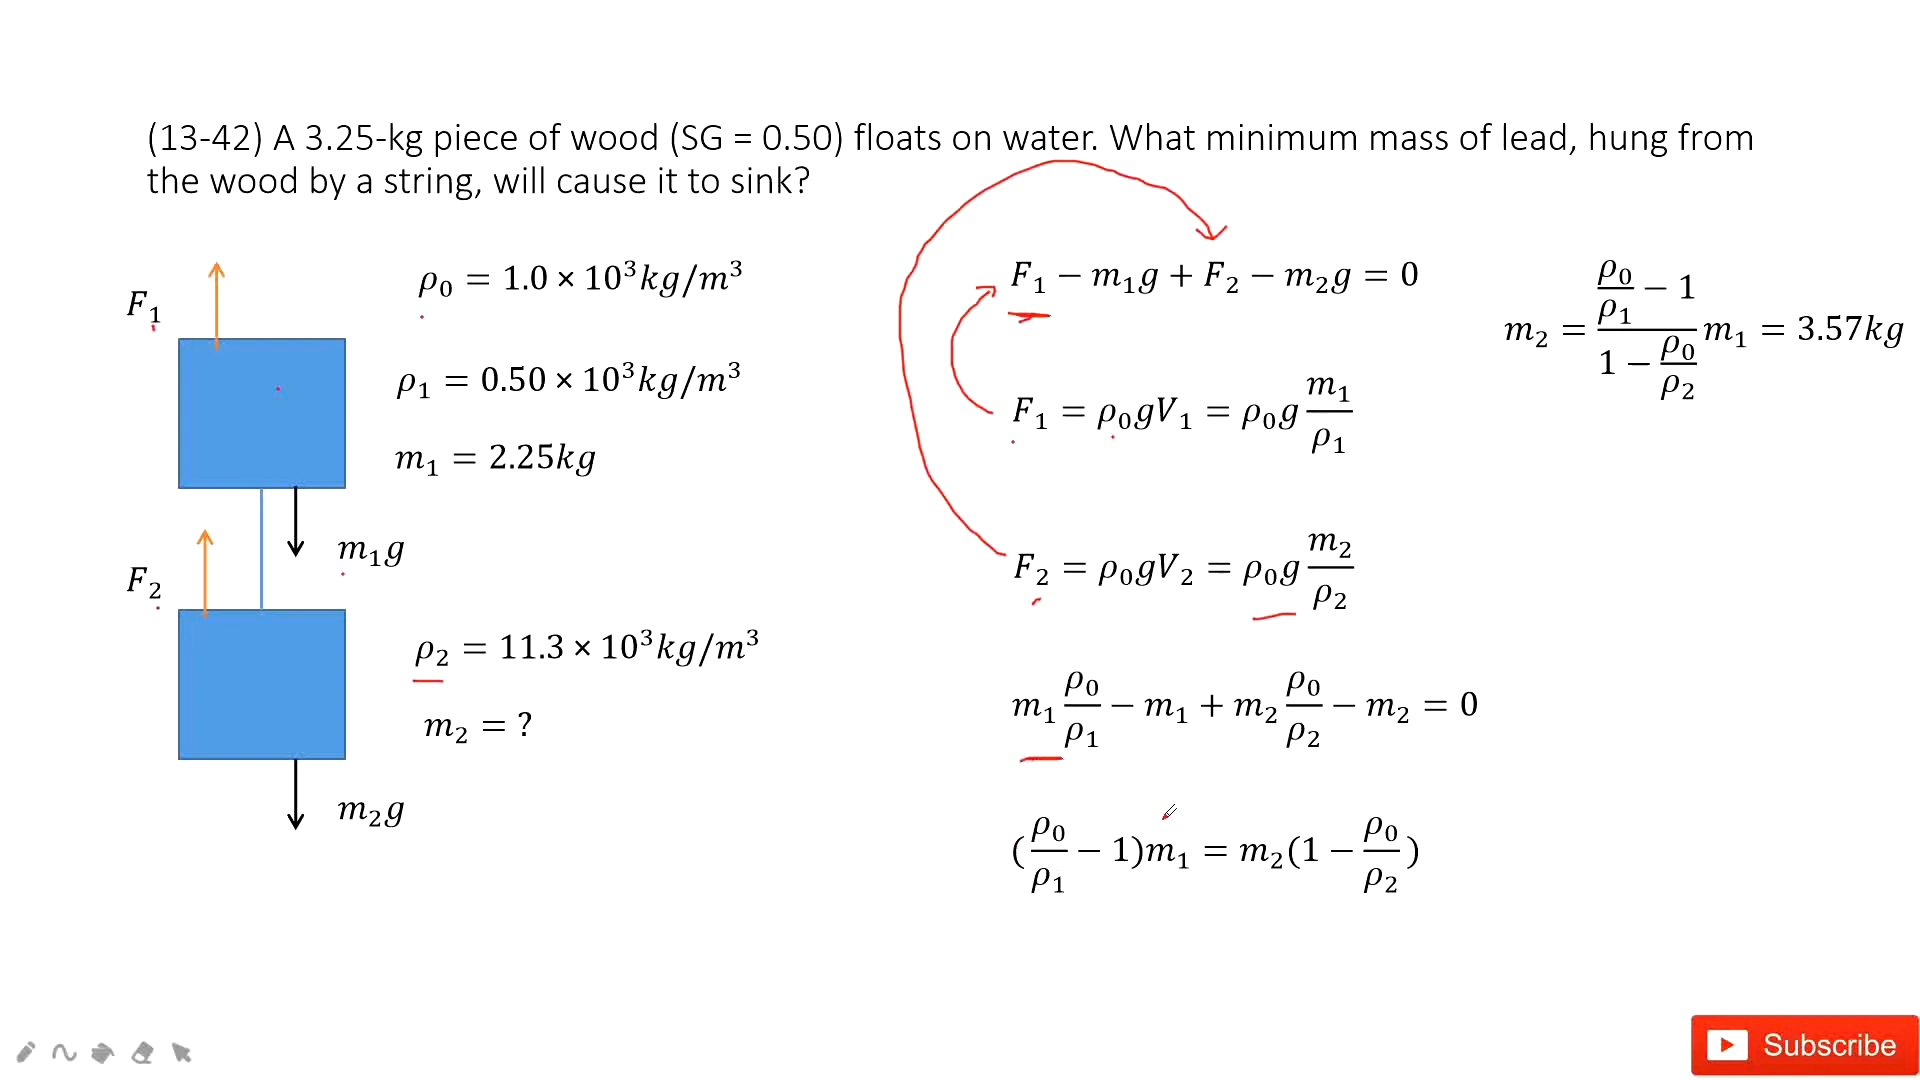 (13-42) A 3.25-kg piece of wood (SG = 0.50) floats on water. What minimum mass of lead, hung from
the wood by a string, will cause it to sink?
F₁
ρ₀ = 1.0 × 10³kg/m³
ρ₁ = 0.50 × 10³kg/m³
m₁ = 2.25kg
m₁g
F₂
ρ₂ = 11.3 × 10³kg/m³
m₂ = ?
m₂g
F₁ − m₁g + F₂ − m₂g = 0
F₁ = ρ₀gV₁ = ρ₀g m₁/ρ₁
F₂ = ρ₀gV₂ = ρ₀g m₂/ρ₂
m₁ ρ₀/ρ₁ − m₁ + m₂ ρ₀/ρ₂ − m₂ = 0
(ρ₀/ρ₁ − 1)m₁ = m₂(1 − ρ₀/ρ₂)
m₂ = (ρ₀/ρ₁ − 1)/(1 − ρ₀/ρ₂) m₁ = 3.57kg
Subscribe